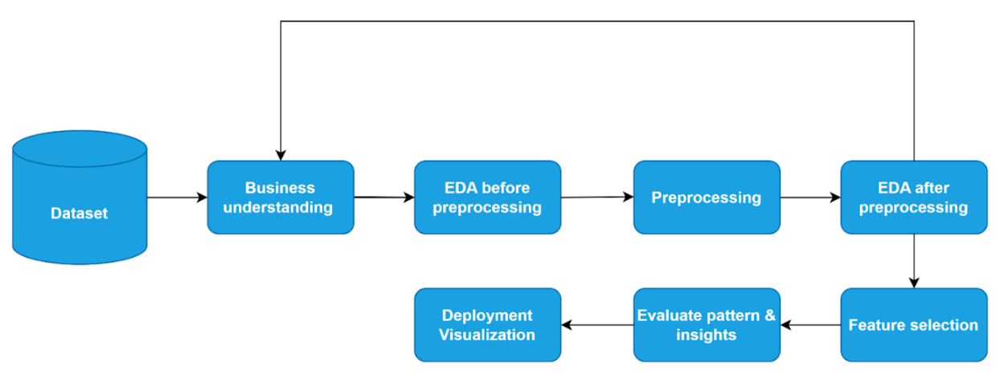 Dataset
Business
understanding
EDA before
preprocessing
Preprocessing
EDA after
preprocessing
Deployment
Visualization
Evaluate pattern &
insights
Feature selection